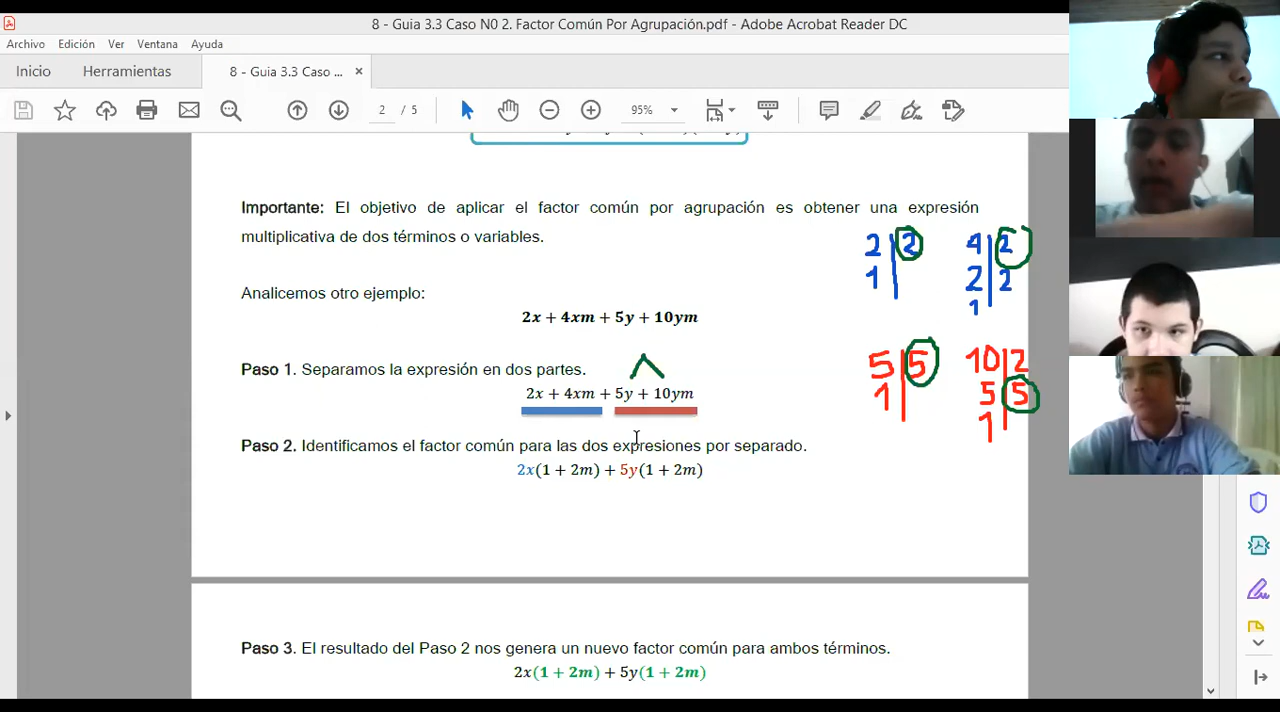 8 - Guia 3.3 Caso N0 2. Factor Común Por Agrupación.pdf - Adobe Acrobat Reader DC
Archivo Edición Ver Ventana Ayuda
Inicio Herramientas 8 - Guia 3.3 Caso ... ×
2 / 5 95%
Importante: El objetivo de aplicar el factor común por agrupación es obtener una expresión
multiplicativa de dos términos o variables.
Analicemos otro ejemplo:
2x + 4xm + 5y + 10ym
Paso 1. Separamos la expresión en dos partes.
2x + 4xm + 5y + 10ym
Paso 2. Identificamos el factor común para las dos expresiones por separado.
2x(1 + 2m) + 5y(1 + 2m)
2 | 2
1 |
4 | 2
2 | 2
1 |
5 | 5
1 |
10 | 2
5 | 5
1 |
Paso 3. El resultado del Paso 2 nos genera un nuevo factor común para ambos términos.
2x(1 + 2m) + 5y(1 + 2m)